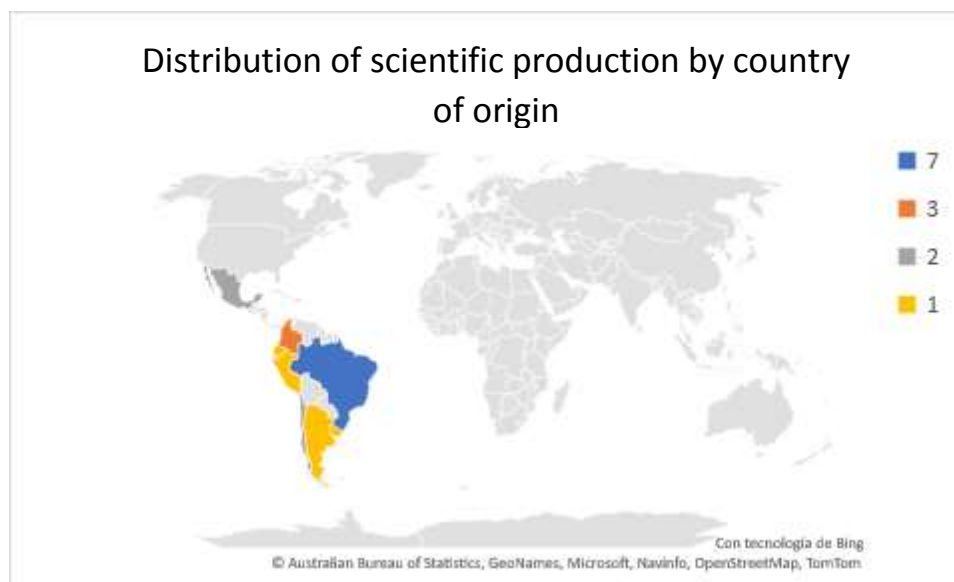 Distribution of scientific production by country
of origin
7
3
2
1
Con tecnología de Bing
© Australian Bureau of Statistics, GeoNames, Microsoft, Navinfo, OpenStreetMap, TomTom